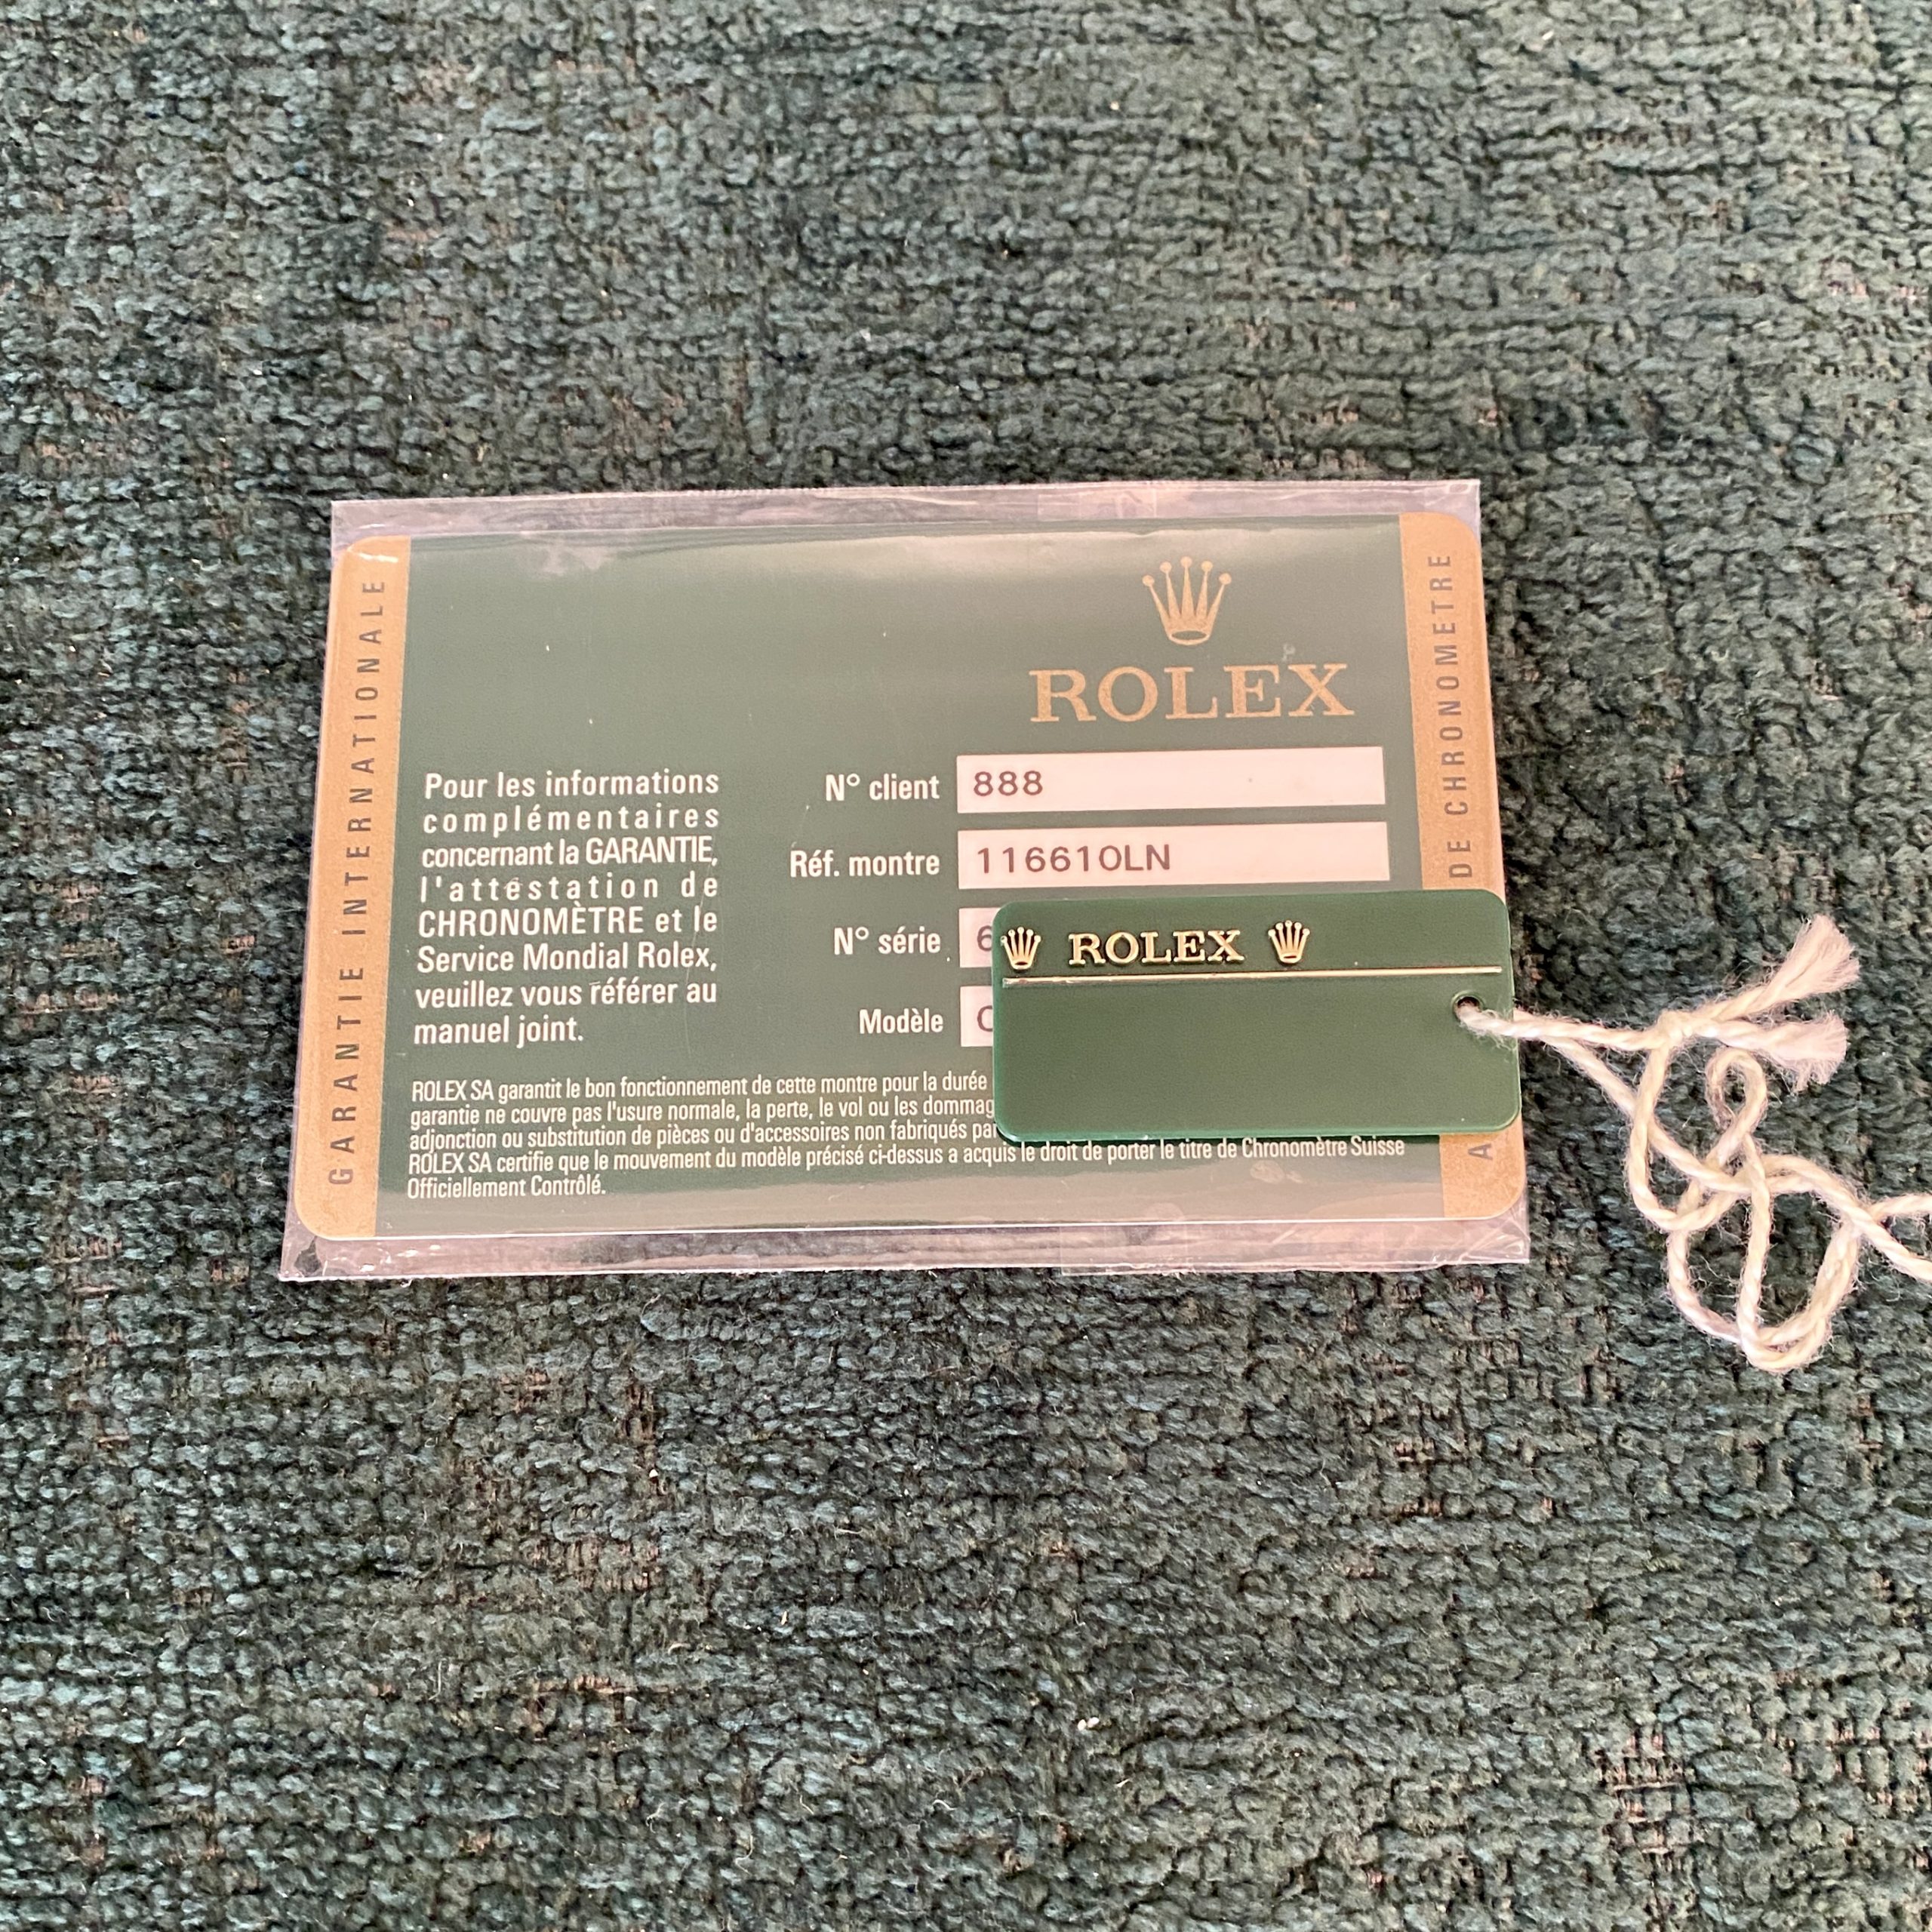 GARANTIE INTERNATIONALE
ROLEX
Pour les informations
complémentaires
concernant la GARANTIE,
l'attestation de
CHRONOMÈTRE et le
Service Mondial Rolex,
veuillez vous référer au
manuel joint.
N° client 888
Réf. montre 116610LN
N° série 6
Modèle
ROLEX SA garantit le bon fonctionnement de cette montre pour la durée
garantie ne couvre pas l'usure normale, la perte, le vol ou les
adjonction ou substitution de pièces ou d'accessoires non fabriqués
ROLEX SA certifie que le mouvement du modèle précisé ci-dessus a acquis le droit de porter le titre de Chronomètre Suisse
Officiellement Contrôlé.
DE CHRONOMETRE
ROLEX